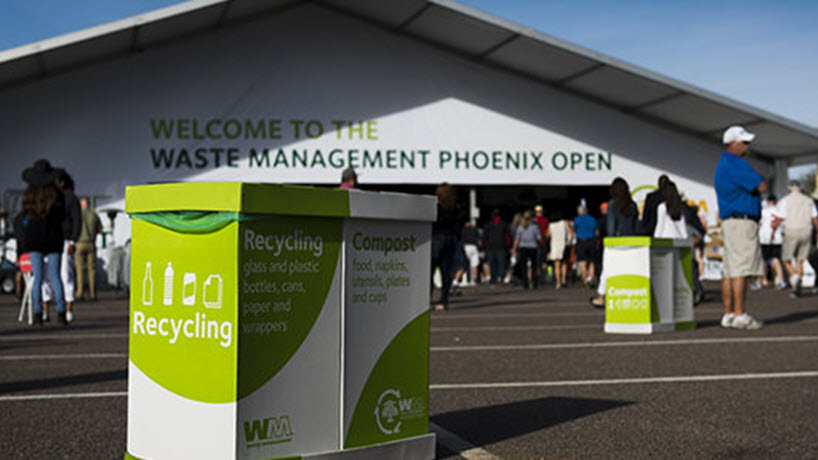 WELCOME TO THE
WASTE MANAGEMENT PHOENIX OPEN
Recycling
Recycling
glass and plastic
bottles, cans,
paper and
wrappers
WM
Compost
food, napkins,
utensils, plates
and cups
WM
Compost